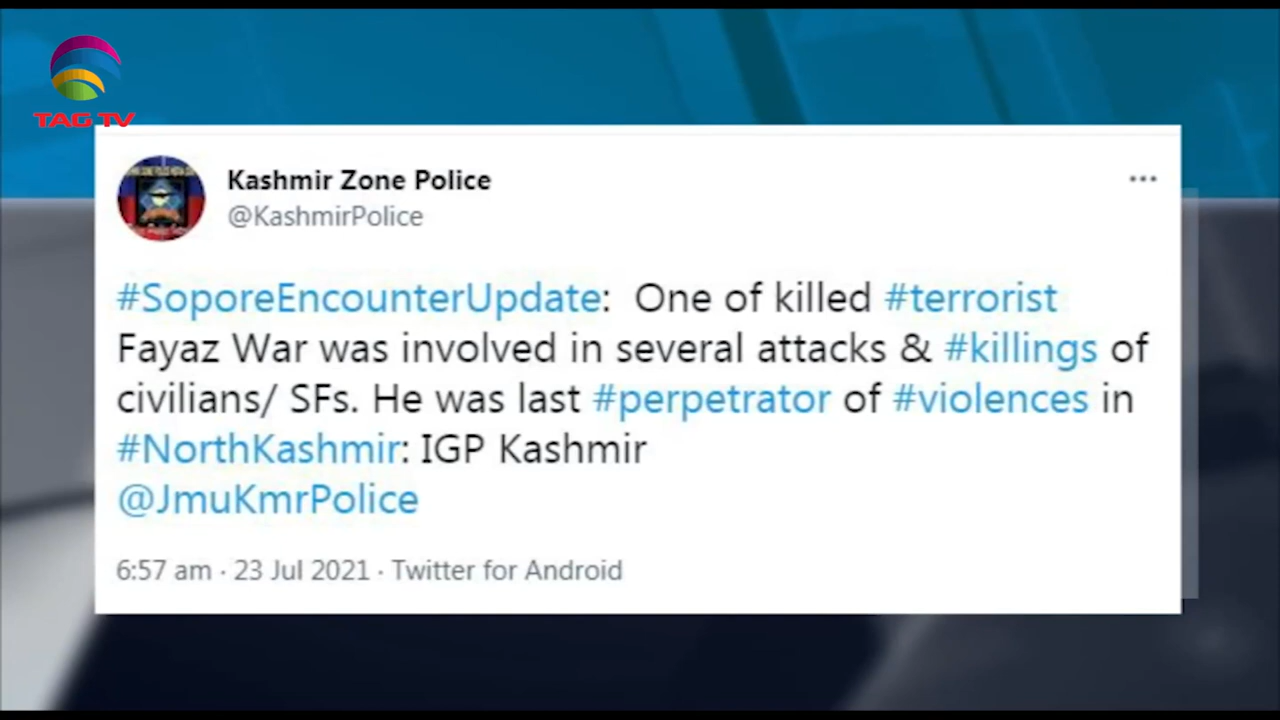 TAG TV
Kashmir Zone Police
@KashmirPolice
#SoporeEncounterUpdate: One of killed #terrorist
Fayaz War was involved in several attacks & #killings of
civilians/ SFs. He was last #perpetrator of #violences in
#NorthKashmir: IGP Kashmir
@JmuKmrPolice
6:57 am · 23 Jul 2021 · Twitter for Android